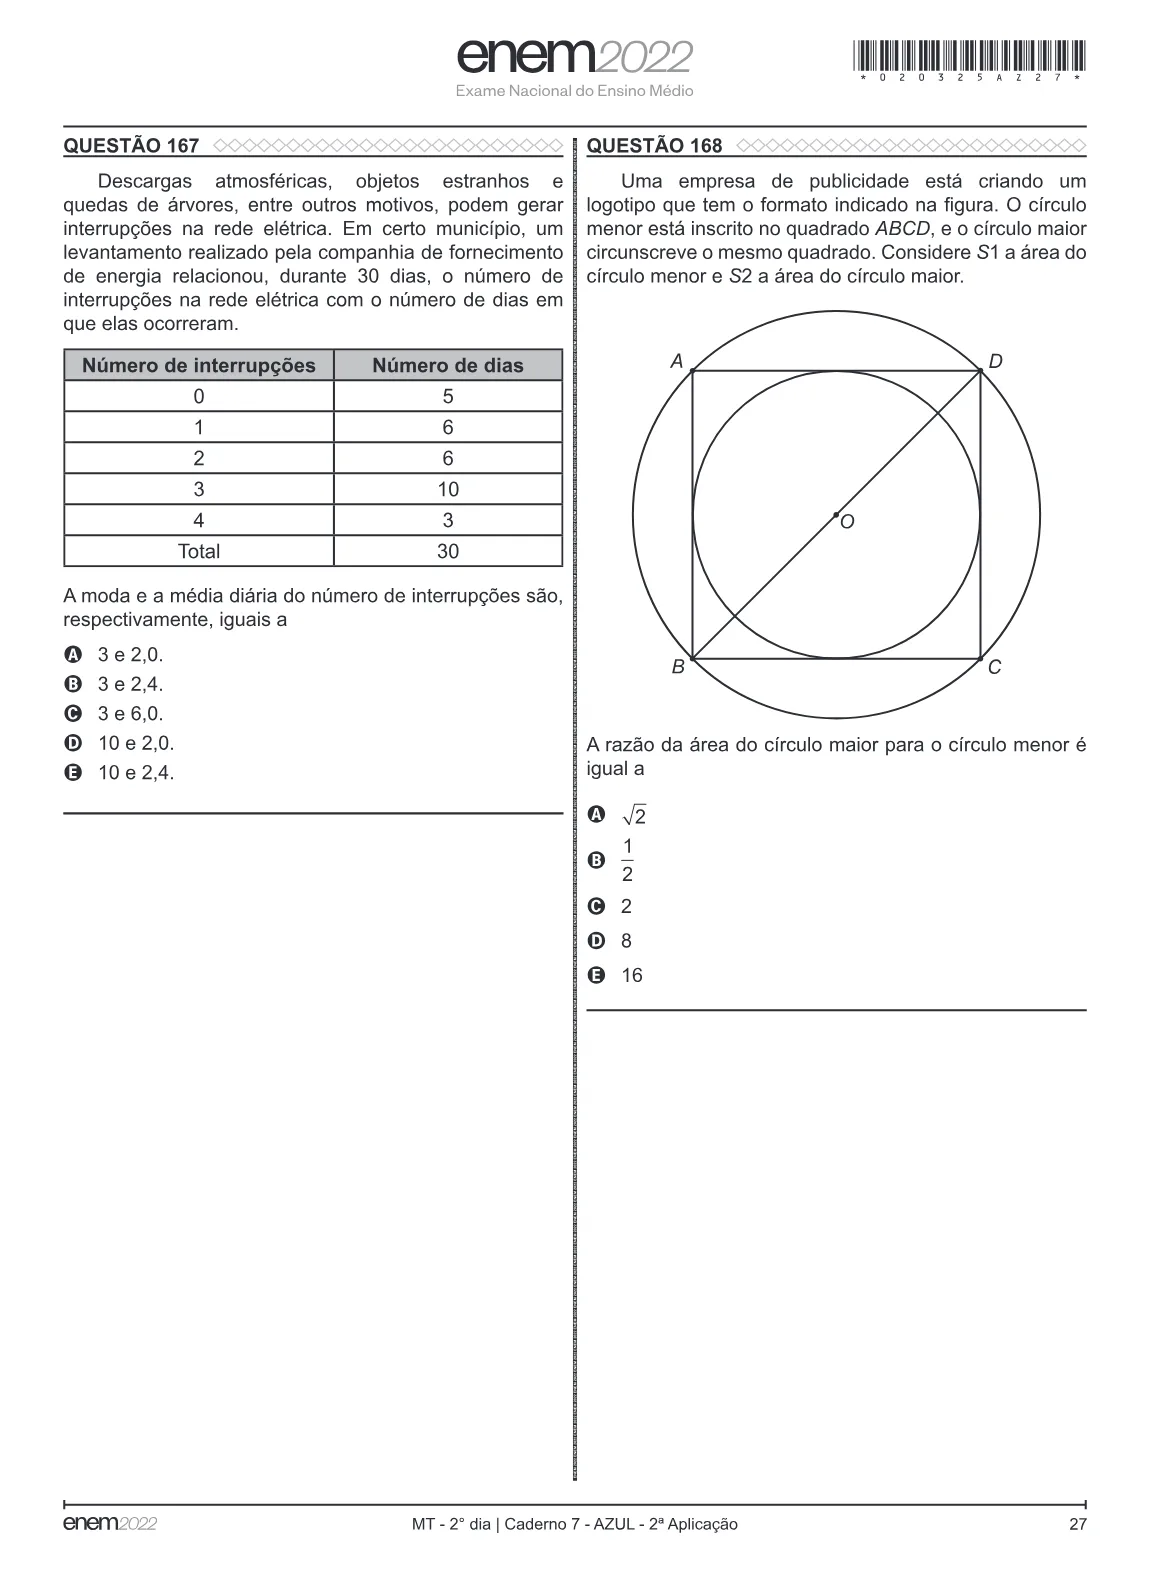 enem2022
Exame Nacional do Ensino Médio
*020325AZ27*
QUESTÃO 167
Descargas atmosféricas, objetos estranhos e
quedas de árvores, entre outros motivos, podem gerar
interrupções na rede elétrica. Em certo município, um
levantamento realizado pela companhia de fornecimento
de energia relacionou, durante 30 dias, o número de
interrupções na rede elétrica com o número de dias em
que elas ocorreram.
Número de interrupções Número de dias
0 5
1 6
2 6
3 10
4 3
Total 30
A moda e a média diária do número de interrupções são,
respectivamente, iguais a
A 3 e 2,0.
B 3 e 2,4.
C 3 e 6,0.
D 10 e 2,0.
E 10 e 2,4.
QUESTÃO 168
Uma empresa de publicidade está criando um
logotipo que tem o formato indicado na figura. O círculo
menor está inscrito no quadrado ABCD, e o círculo maior
circunscreve o mesmo quadrado. Considere S1 a área do
círculo menor e S2 a área do círculo maior.
A D
O
B C
A razão da área do círculo maior para o círculo menor é
igual a
A √2
B 1/2
C 2
D 8
E 16
enem2022 MT - 2° dia | Caderno 7 - AZUL - 2ª Aplicação 27